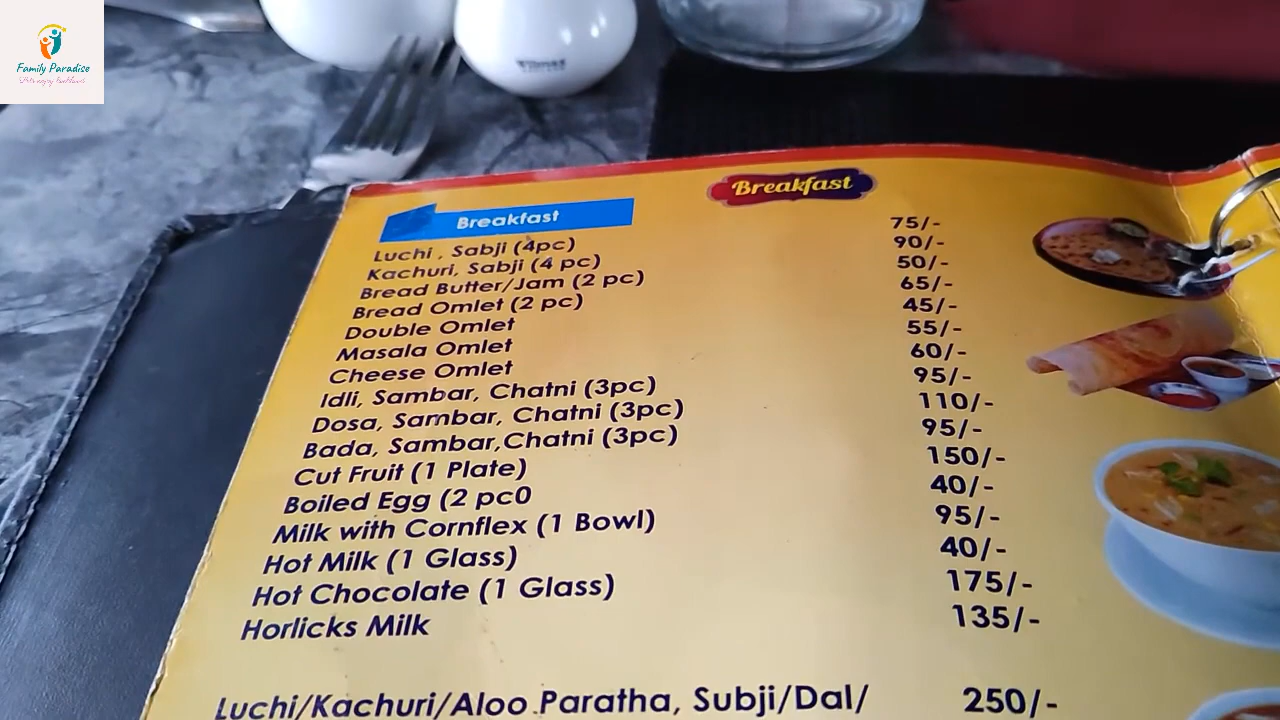 Family Paradise
Breakfast
Breakfast
Luchi , Sabji (4pc) 75/-
Kachuri, Sabji (4 pc) 90/-
Bread Butter/Jam (2 pc) 50/-
Bread Omlet (2 pc) 65/-
Double Omlet 45/-
Masala Omlet 55/-
Cheese Omlet 60/-
Idli, Sambar, Chatni (3pc) 95/-
Dosa, Sambar, Chatni (3pc) 110/-
Bada, Sambar,Chatni (3pc) 95/-
Cut Fruit (1 Plate) 150/-
Boiled Egg (2 pc0 40/-
Milk with Cornflex (1 Bowl) 95/-
Hot Milk (1 Glass) 40/-
Hot Chocolate (1 Glass) 175/-
Horlicks Milk 135/-
Luchi/Kachuri/Aloo Paratha, Subji/Dal/ 250/-